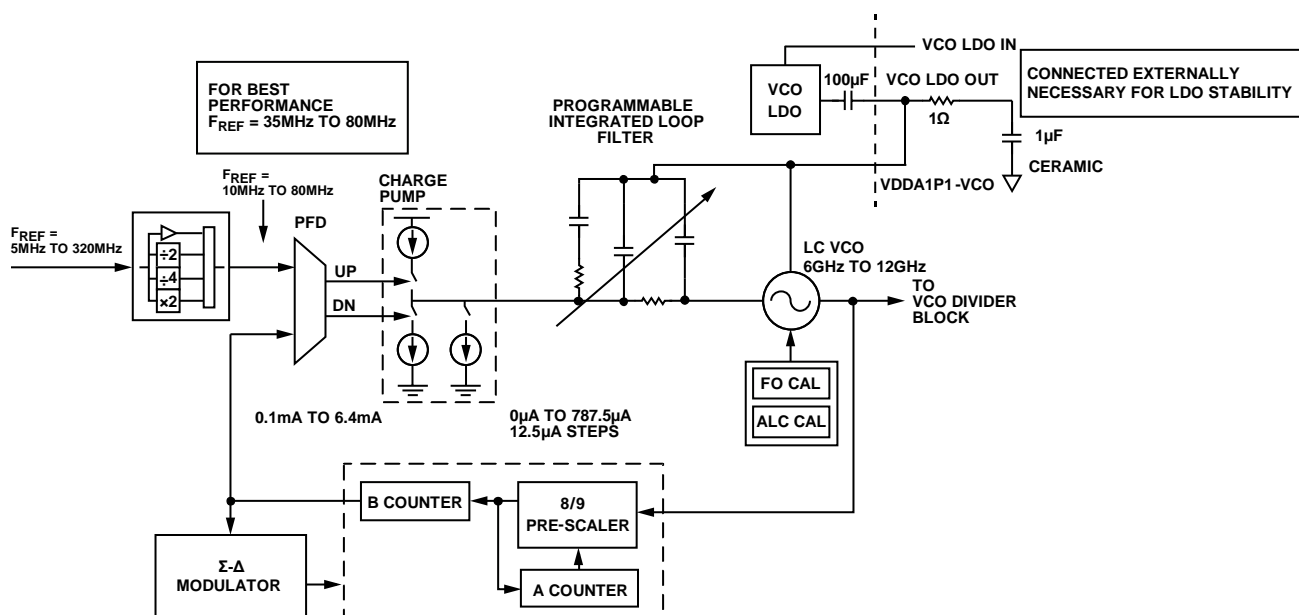 VCO LDO IN
VCO
LDO
100µF
VCO LDO OUT
CONNECTED EXTERNALLY
NECESSARY FOR LDO STABILITY
1Ω
1µF
CERAMIC
VDDA1P1-VCO
FOR BEST
PERFORMANCE
FREF = 35MHz TO 80MHz
PROGRAMMABLE
INTEGRATED LOOP
FILTER
FREF =
10MHz TO 80MHz
CHARGE
PUMP
PFD
FREF =
5MHz TO 320MHz
÷2
÷4
×2
UP
DN
LC VCO
6GHz TO 12GHz
TO
VCO DIVIDER
BLOCK
FO CAL
ALC CAL
0.1mA TO 6.4mA
0µA TO 787.5µA
12.5µA STEPS
B COUNTER
8/9
PRE-SCALER
A COUNTER
Σ-Δ
MODULATOR